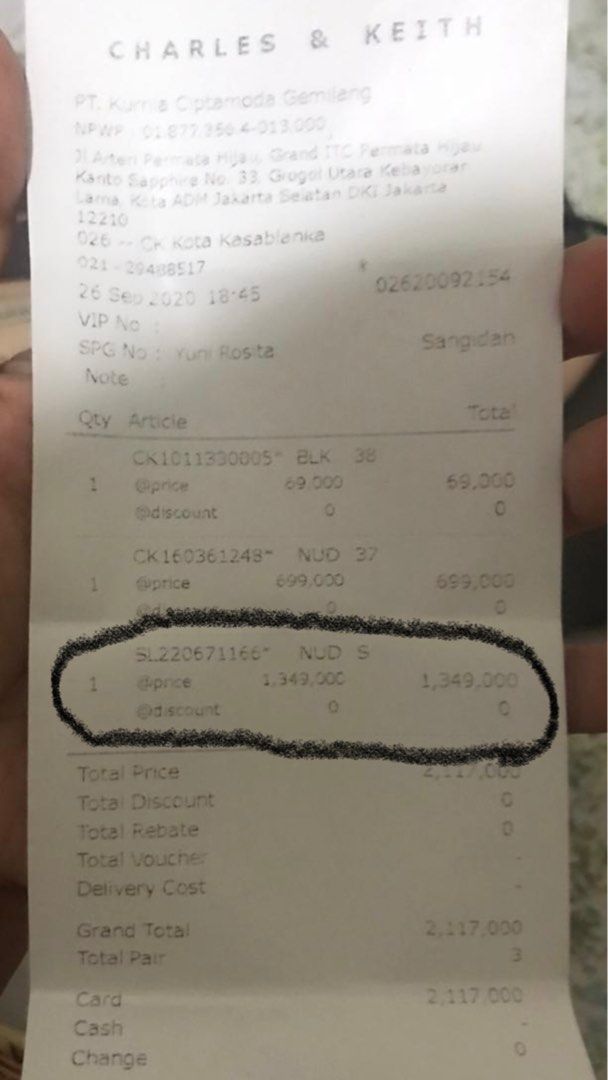 CHARLES & KEITH
PT. Kurnia Ciptamoda Gemilang
NPWP : 01.877.356.4-013.000
Jl.Arteri Permata Hijau, Grand ITC Permata Hijau
Kanto Sapphire No. 33, Grogol Utara Kebayoran
Lama, Kota ADM Jakarta Selatan DKI Jakarta
12210
026 -- CK Kota Kasablanka
021 - 29488517
26 Sep 2020 18:45 02620092154
VIP No :
SPG No : Yuni Rosita Sangidan
Note :
Qty Article Total
CK1011330005* BLK 38
1 @price 69,000 69,000
@discount 0 0
CK160361248* NUD 37
1 @price 699,000 699,000
@discount 0 0
SL220671166* NUD S
1 @price 1,349,000 1,349,000
@discount 0 0
Total Price 2,117,000
Total Discount 0
Total Rebate 0
Total Voucher -
Delivery Cost -
Grand Total 2,117,000
Total Pair 3
Card 2,117,000
Cash -
Change 0